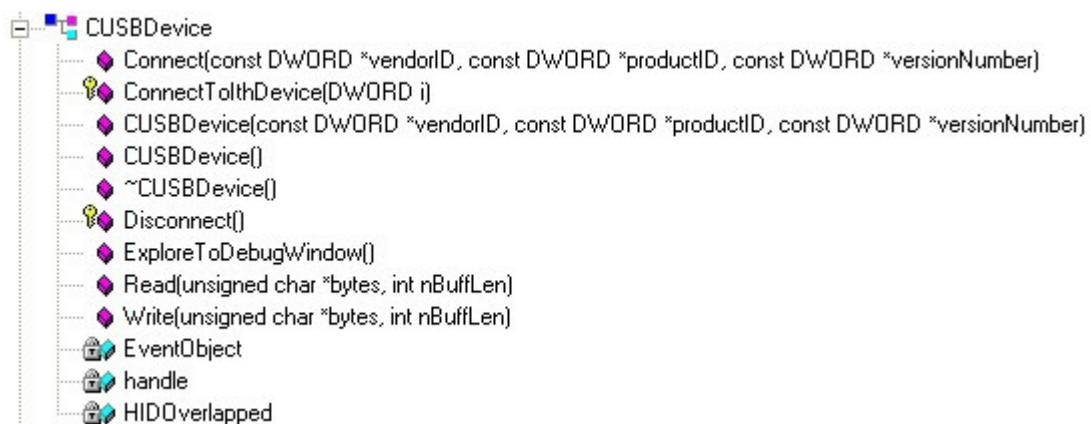 CUSBDevice
Connect(const DWORD *vendorID, const DWORD *productID, const DWORD *versionNumber)
ConnectToIthDevice(DWORD i)
CUSBDevice(const DWORD *vendorID, const DWORD *productID, const DWORD *versionNumber)
CUSBDevice()
~CUSBDevice()
Disconnect()
ExploreToDebugWindow()
Read(unsigned char *bytes, int nBuffLen)
Write(unsigned char *bytes, int nBuffLen)
EventObject
handle
HIDOverlapped